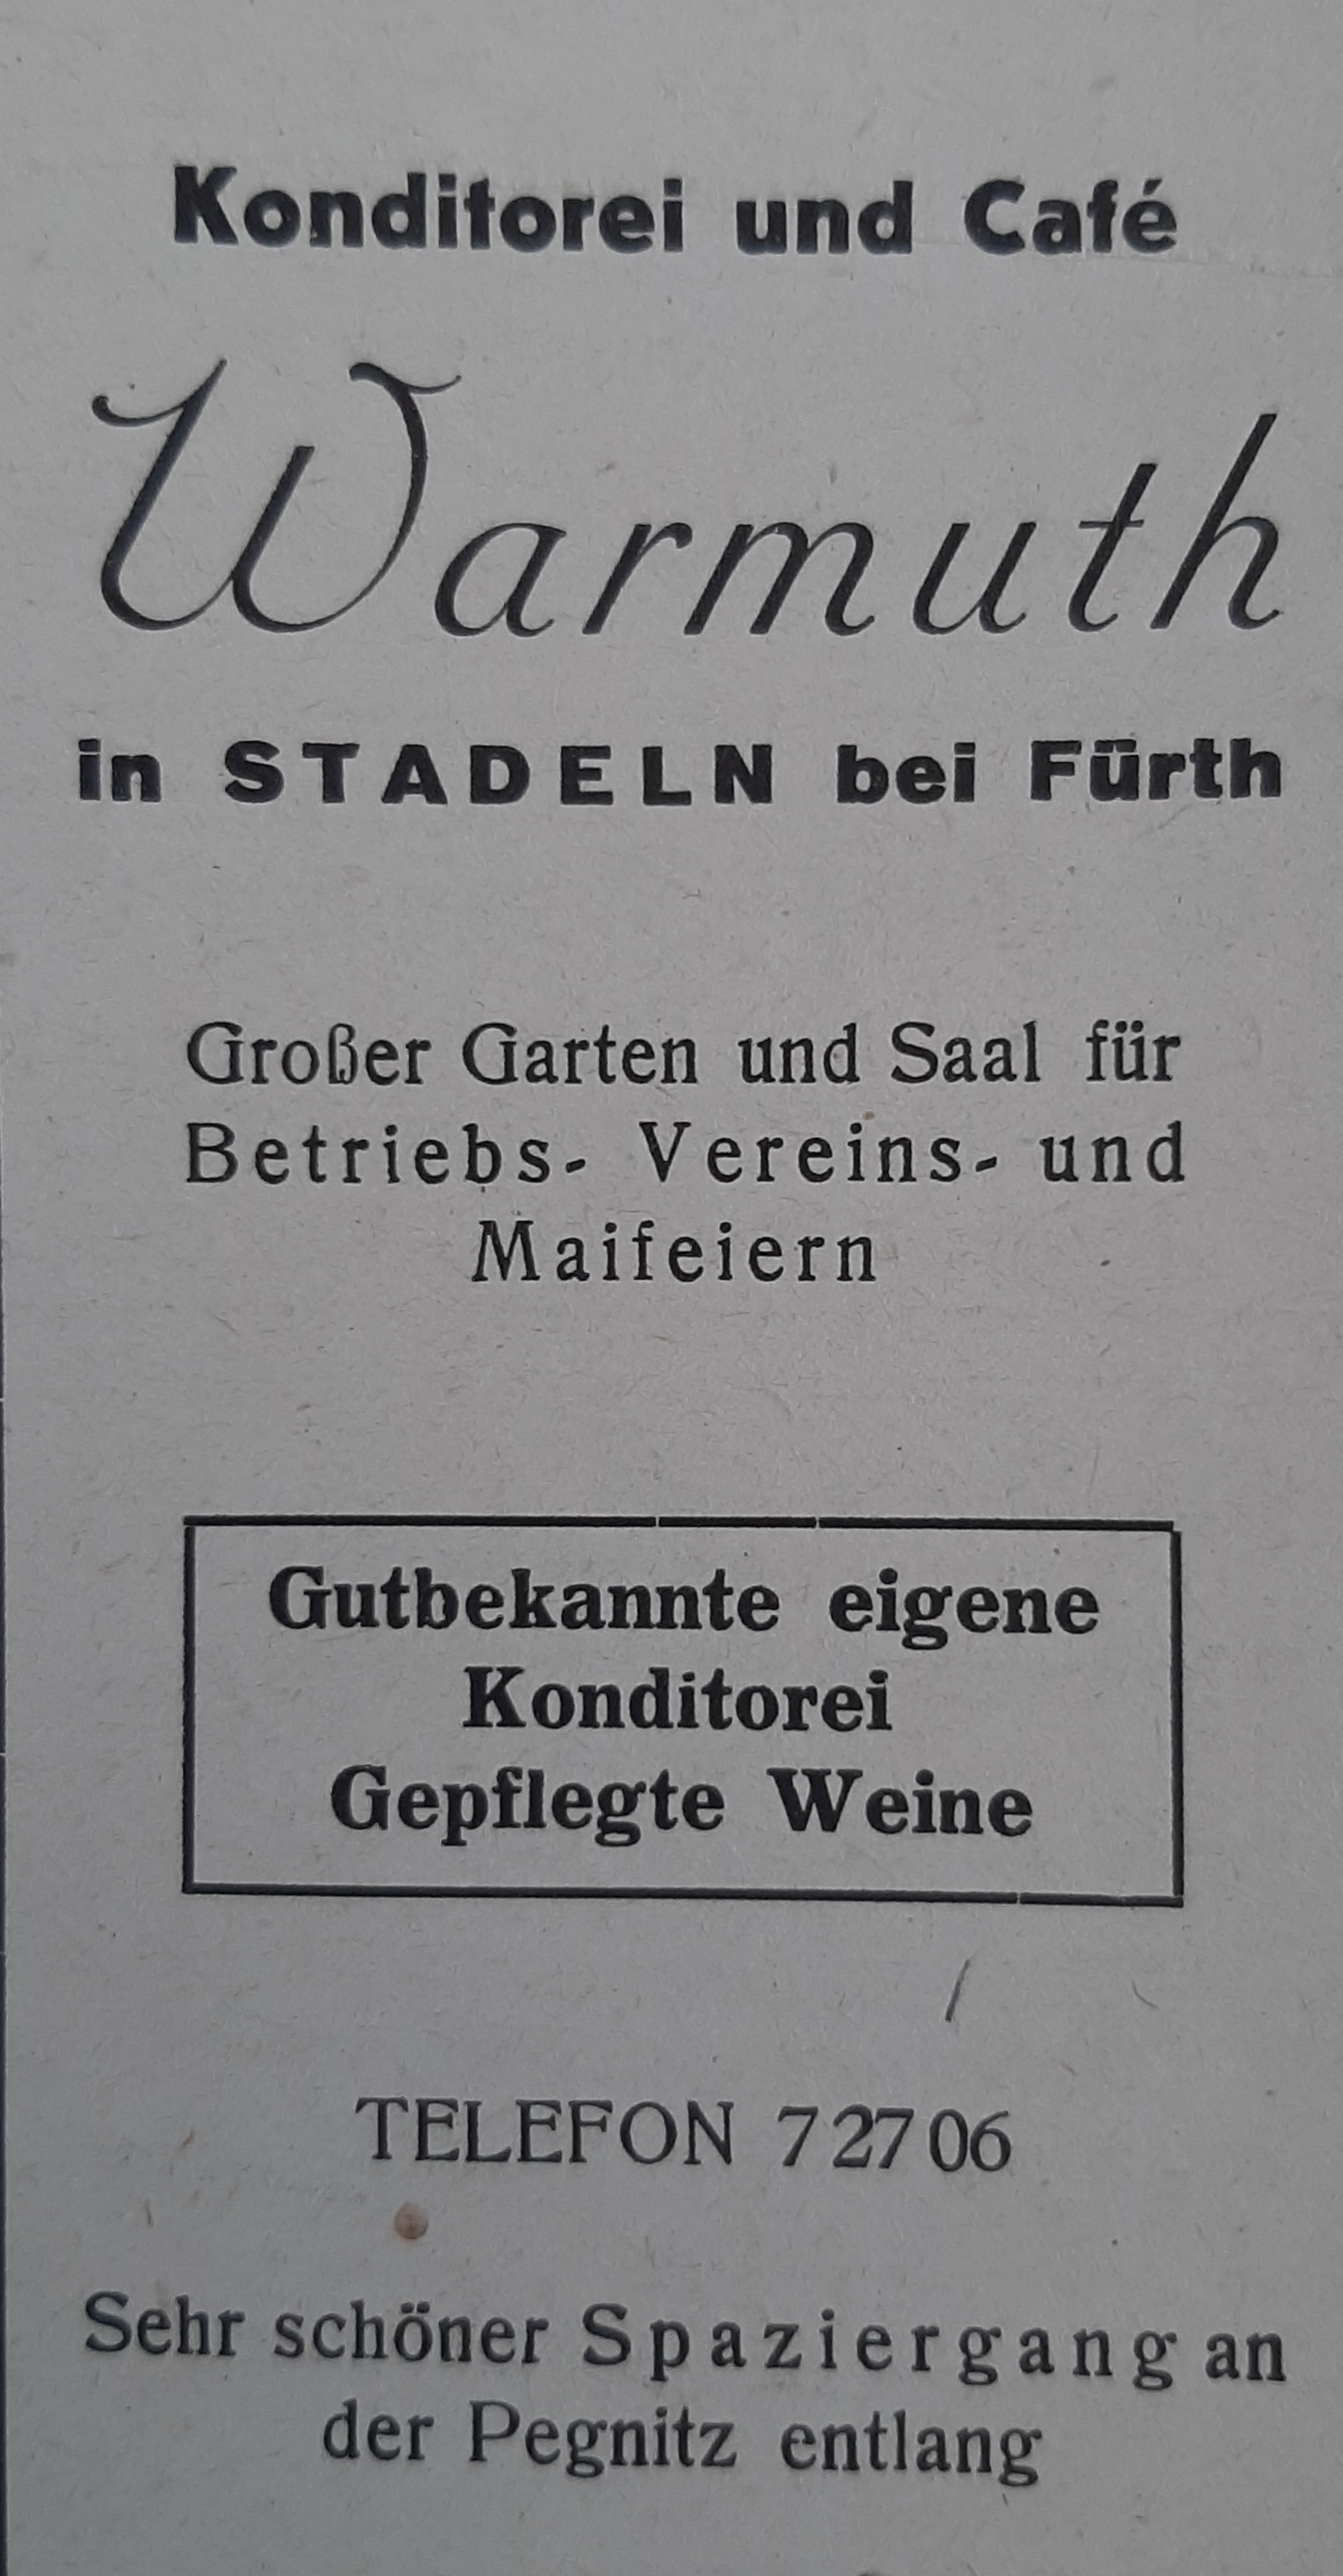 Konditorei und Café
Warmuth
in STADELN bei Fürth
Großer Garten und Saal für
Betriebs- Vereins- und
Maifeiern
Gutbekannte eigene
Konditorei
Gepflegte Weine
TELEFON 72706
Sehr schöner Spaziergang an
der Pegnitz entlang